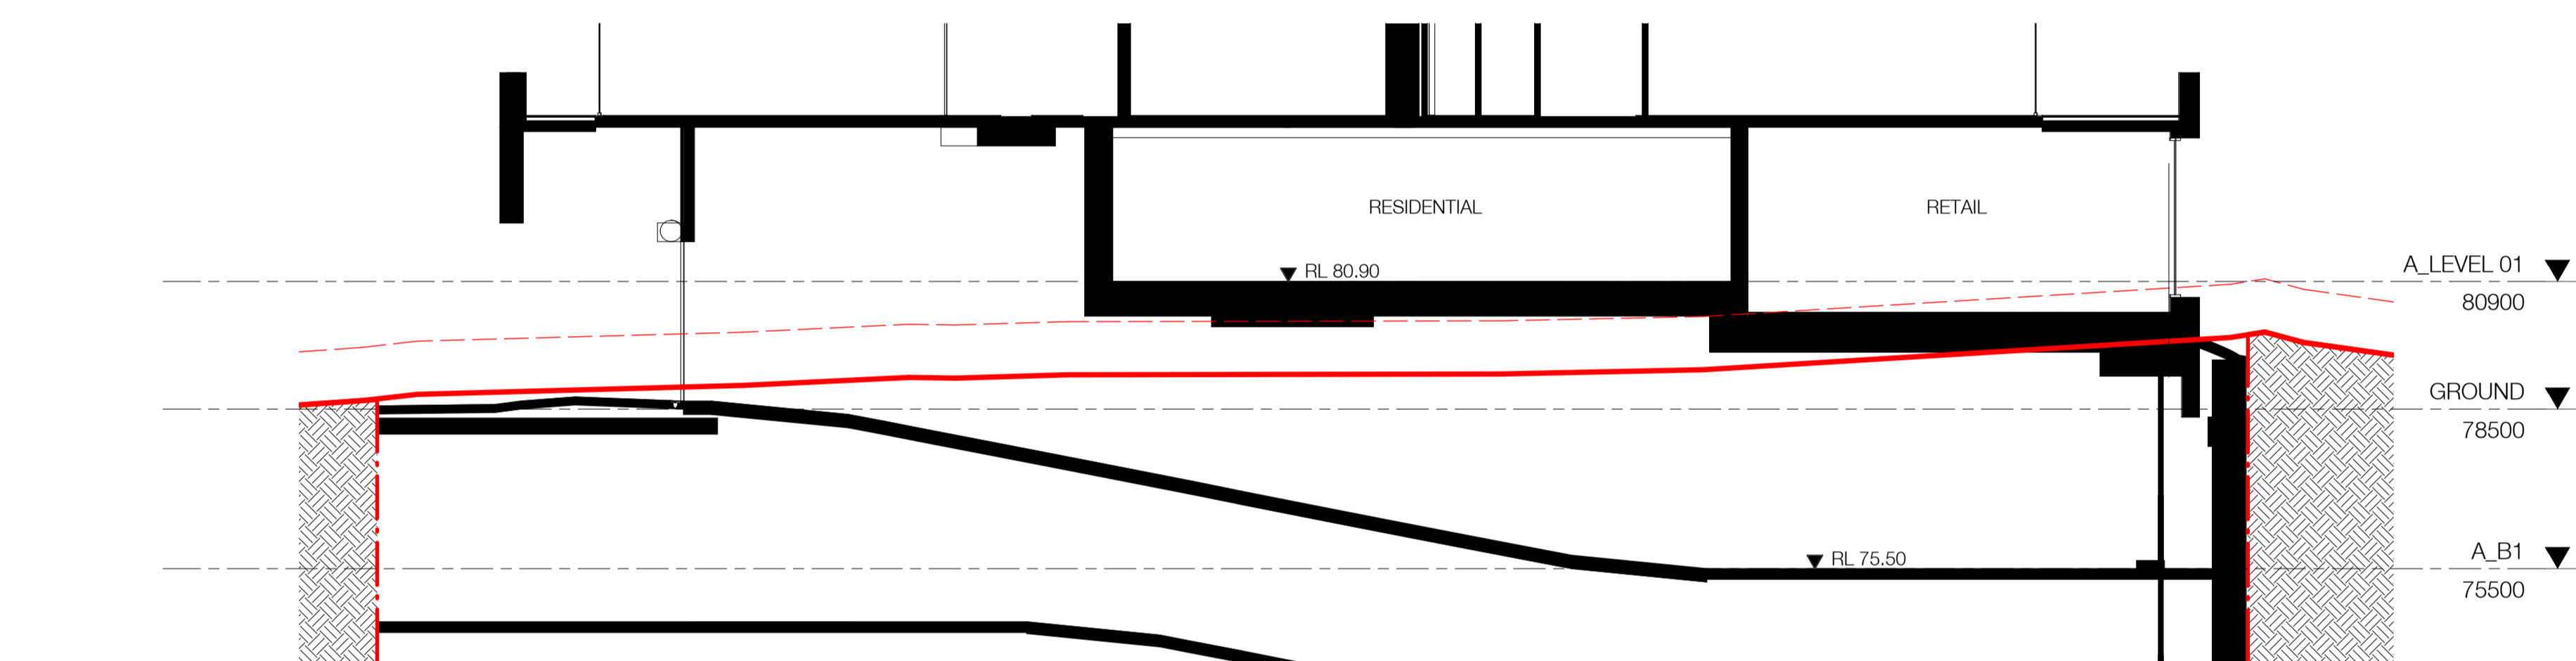 RESIDENTIAL
RETAIL
A_LEVEL 01
RL 80.90
80900
GROUND
78500
A_B1
RL 75.50
75500